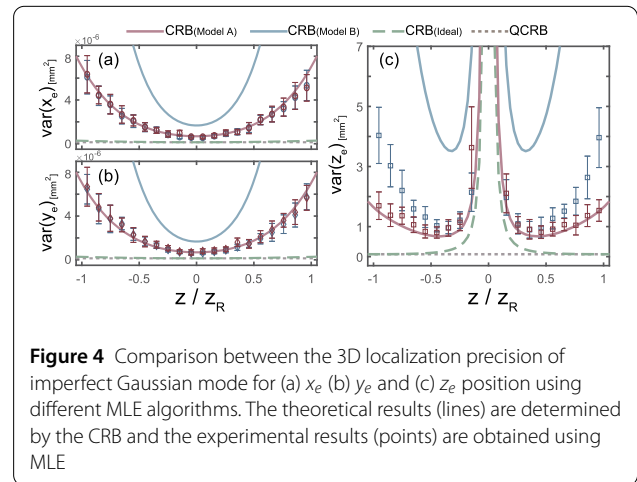 CRB(Model A) CRB(Model B) CRB(Ideal) QCRB
×10-6
(a)
var(xe)[mm2]
8
4
0
×10-6
(b)
var(ye)[mm2]
8
4
0
-1 -0.5 0 0.5 1
z / zR
(c)
var(ze)[mm2]
7
5
3
1
0
-1 -0.5 0 0.5 1
z / zR
Figure 4 Comparison between the 3D localization precision of
imperfect Gaussian mode for (a) xe (b) ye and (c) ze position using
different MLE algorithms. The theoretical results (lines) are determined
by the CRB and the experimental results (points) are obtained using
MLE